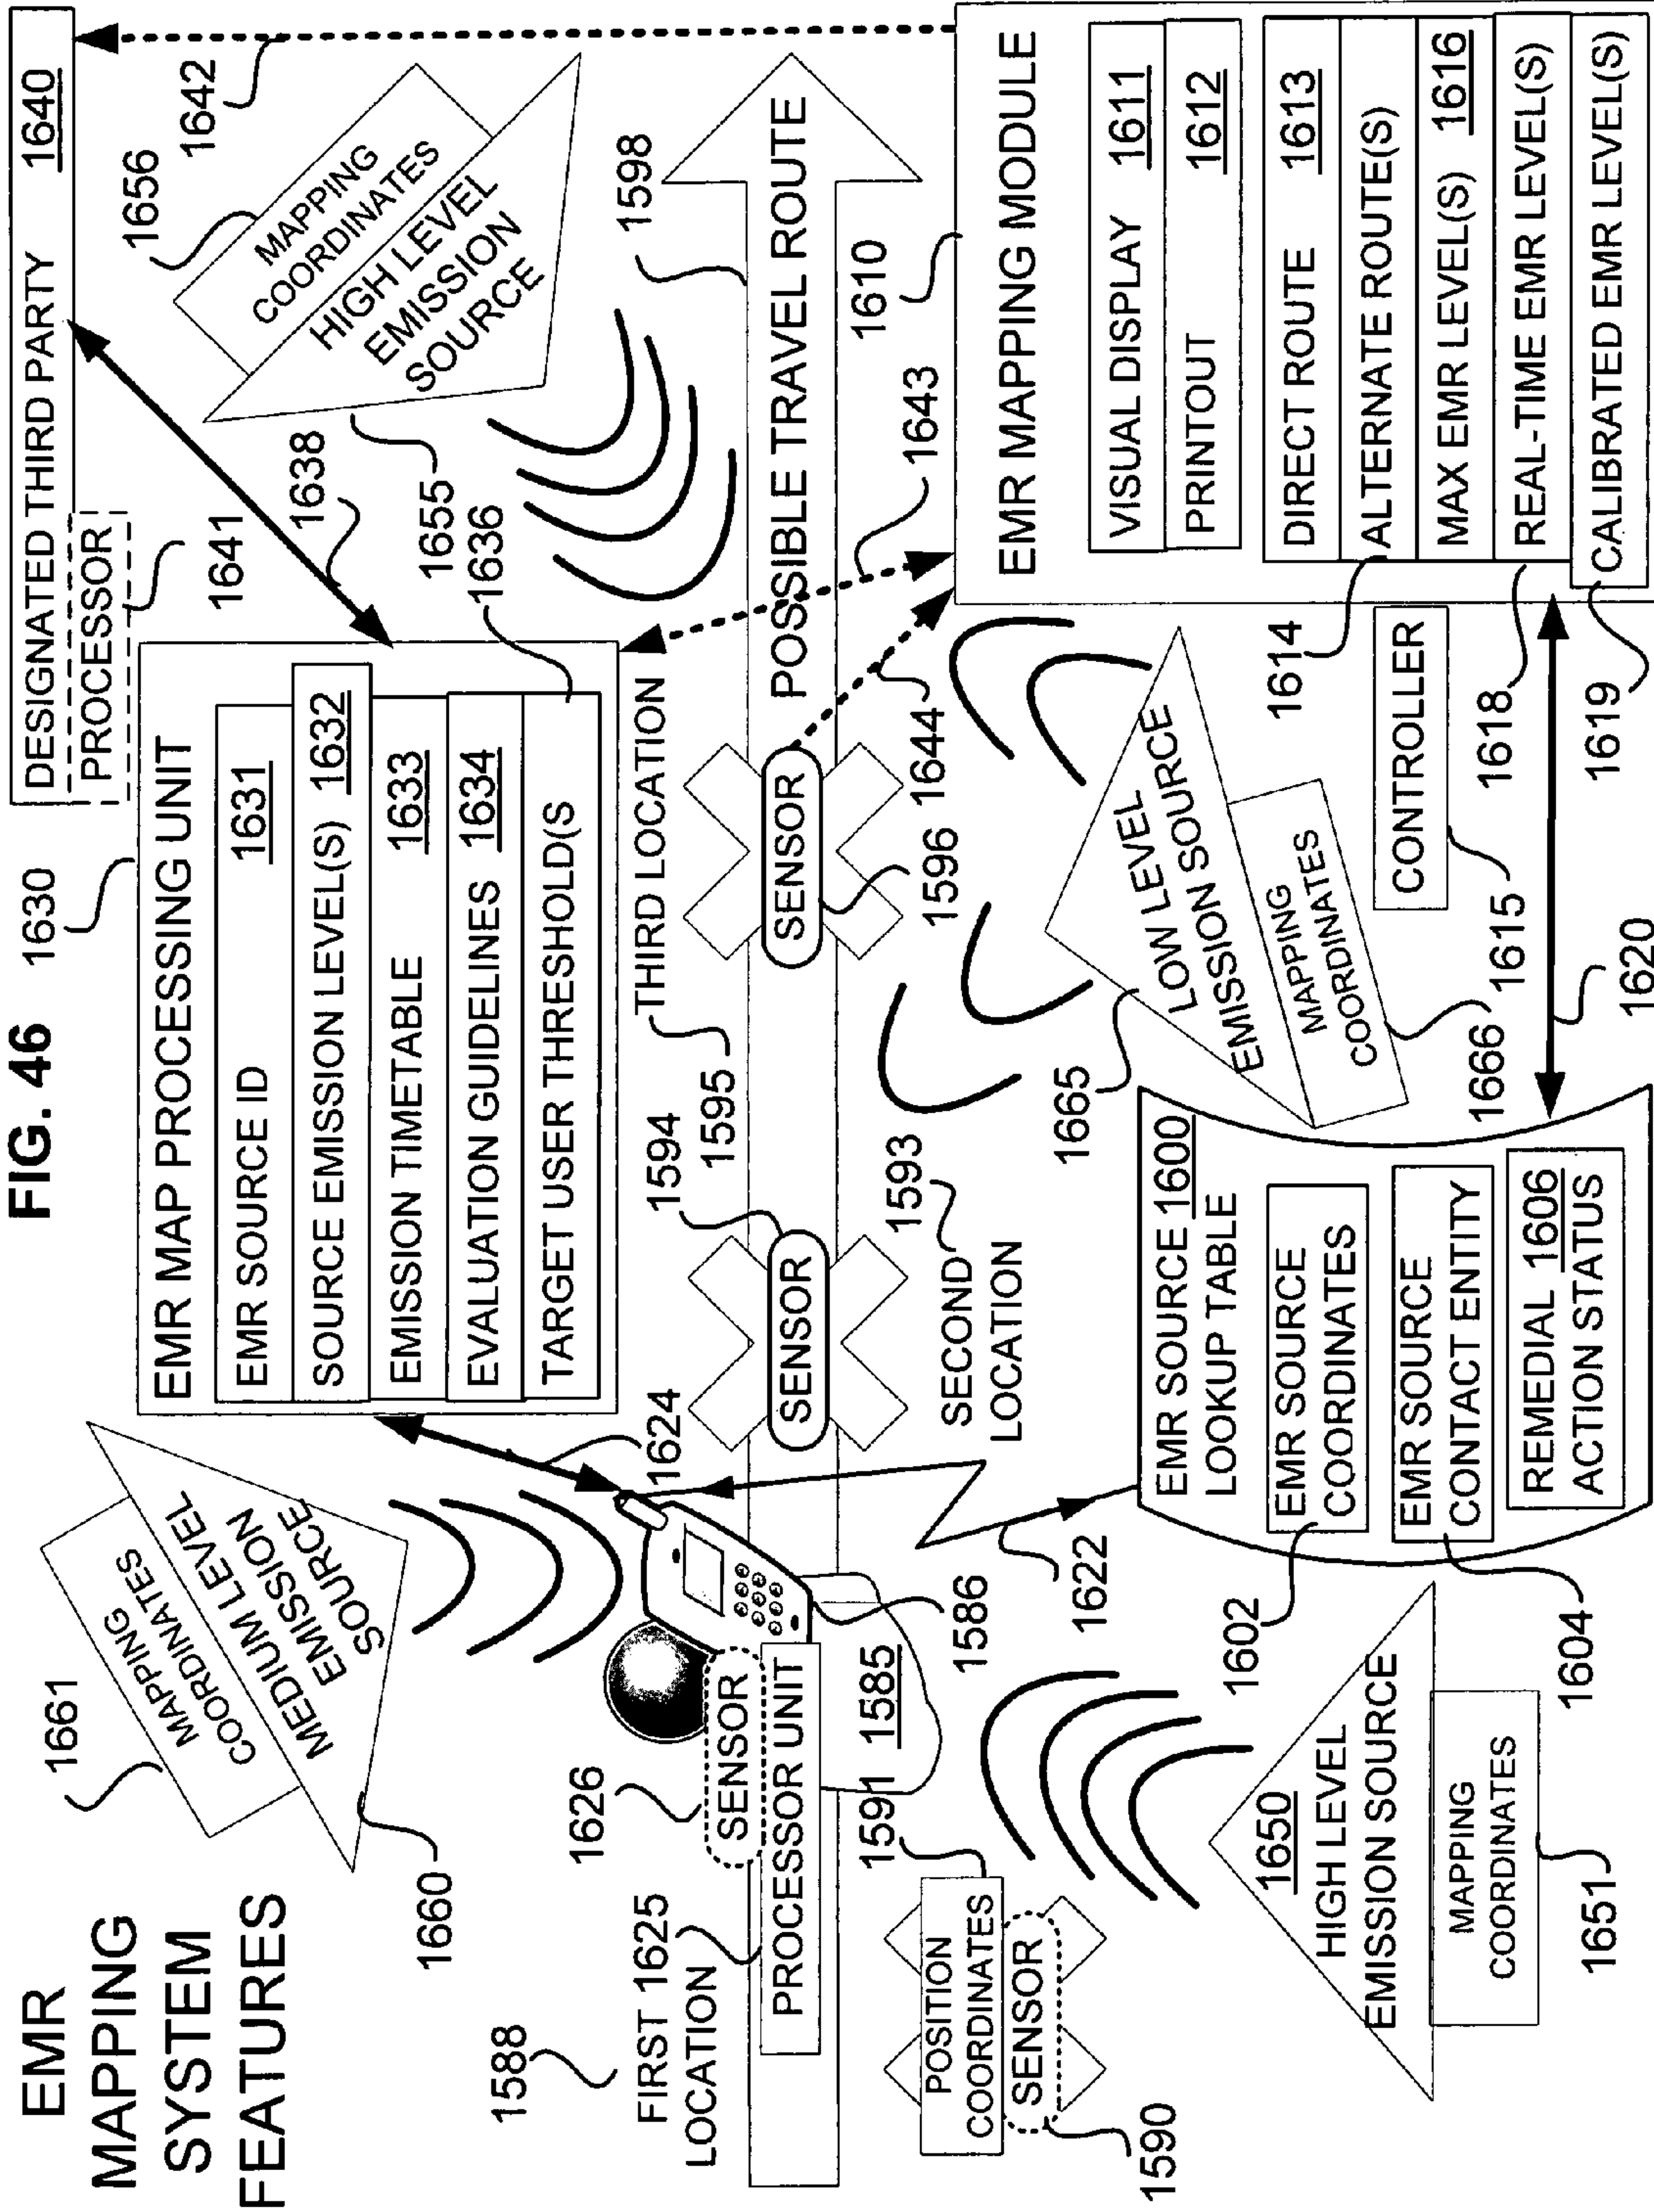 FIG. 46
EMR
MAPPING
SYSTEM
FEATURES
1661
MAPPING
COORDINATES
MEDIUM LEVEL
EMISSION
SOURCE
1660
1630
EMR MAP PROCESSING UNIT
EMR SOURCE ID 1631
SOURCE EMISSION LEVEL(S) 1632
EMISSION TIMETABLE 1633
EVALUATION GUIDELINES 1634
TARGET USER THRESHOLD(S
1636
DESIGNATED THIRD PARTY 1640
PROCESSOR
1641
1638
1642
1656
MAPPING
COORDINATES
HIGH LEVEL
EMISSION
SOURCE
1655
1588
FIRST 1625
LOCATION
1626
SENSOR
PROCESSOR UNIT
1624
1594
SENSOR
1595
THIRD LOCATION
SENSOR
1596
POSSIBLE TRAVEL ROUTE
1598
1643
1644
1610
1591
1585
1586
POSITION
COORDINATES
SENSOR
1590
1593
SECOND
LOCATION
1622
1650
HIGH LEVEL
EMISSION SOURCE
MAPPING
COORDINATES
1651
EMR SOURCE 1600
LOOKUP TABLE
EMR SOURCE
COORDINATES
1602
EMR SOURCE
CONTACT ENTITY
1604
REMEDIAL 1606
ACTION STATUS
1665
LOW LEVEL
EMISSION SOURCE
MAPPING
COORDINATES
1666
CONTROLLER
1615
1620
EMR MAPPING MODULE
VISUAL DISPLAY 1611
PRINTOUT 1612
DIRECT ROUTE 1613
ALTERNATE ROUTE(S)
1614
MAX EMR LEVEL(S) 1616
REAL-TIME EMR LEVEL(S)
1618
CALIBRATED EMR LEVEL(S)
1619